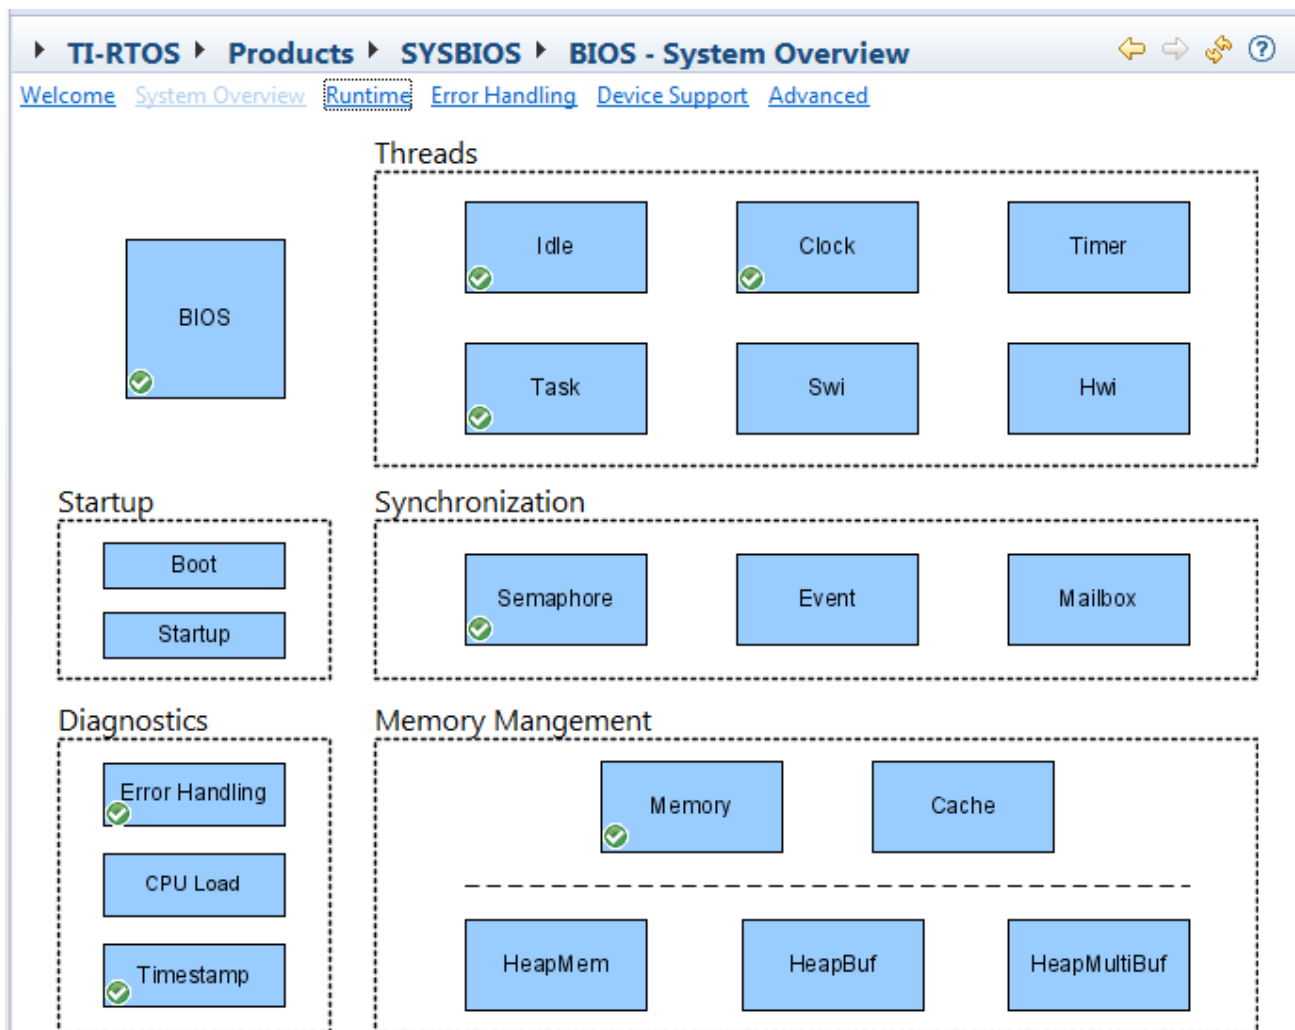 TI-RTOS Products SYSBIOS BIOS - System Overview
Welcome System Overview Runtime Error Handling Device Support Advanced
Threads
Idle Clock Timer
BIOS
Task Swi Hwi
Startup Synchronization
Boot
Semaphore Event Mailbox
Startup
Diagnostics Memory Mangement
Error Handling
Memory Cache
CPU Load
HeapMem HeapBuf HeapMultiBuf
Timestamp